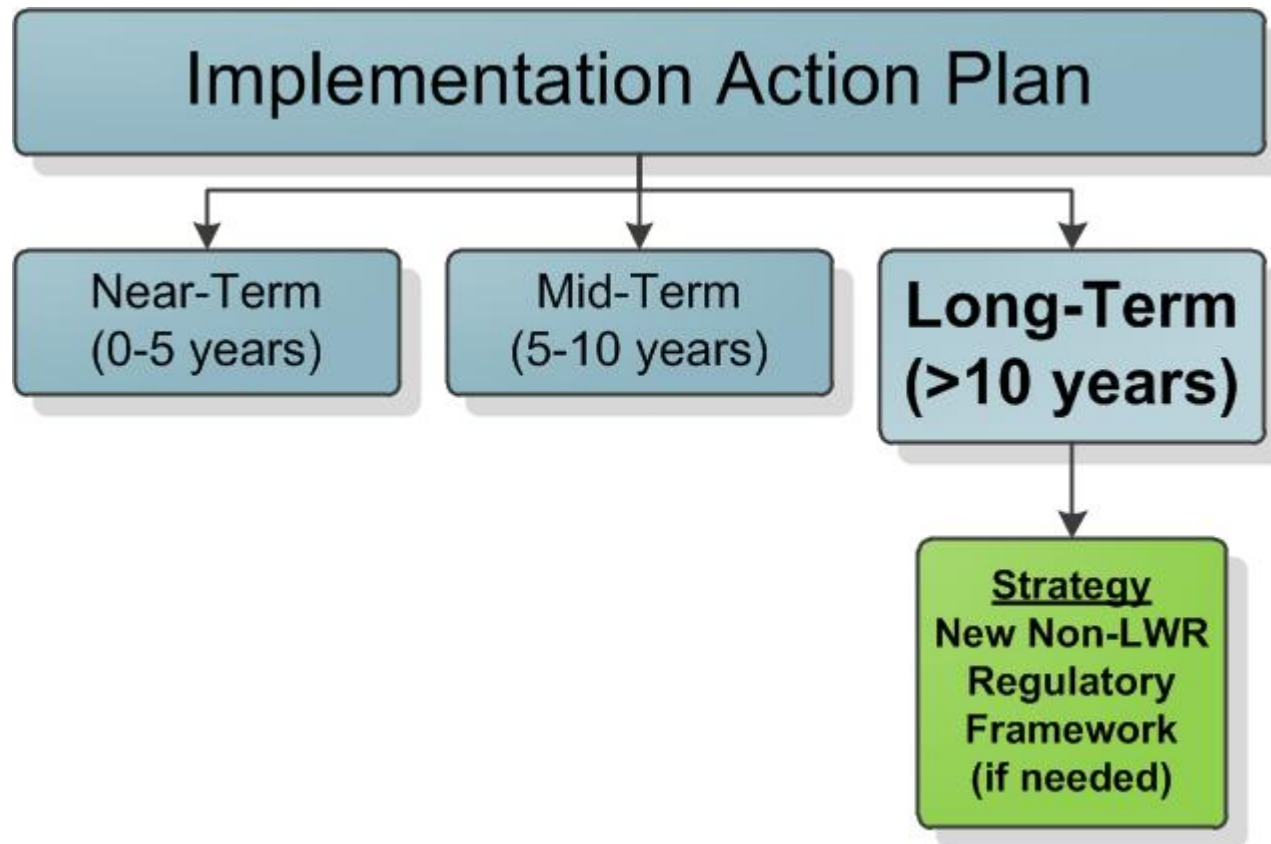 Implementation Action Plan
Near-Term
(0-5 years)
Mid-Term
(5-10 years)
Long-Term
(>10 years)
Strategy
New Non-LWR
Regulatory
Framework
(if needed)